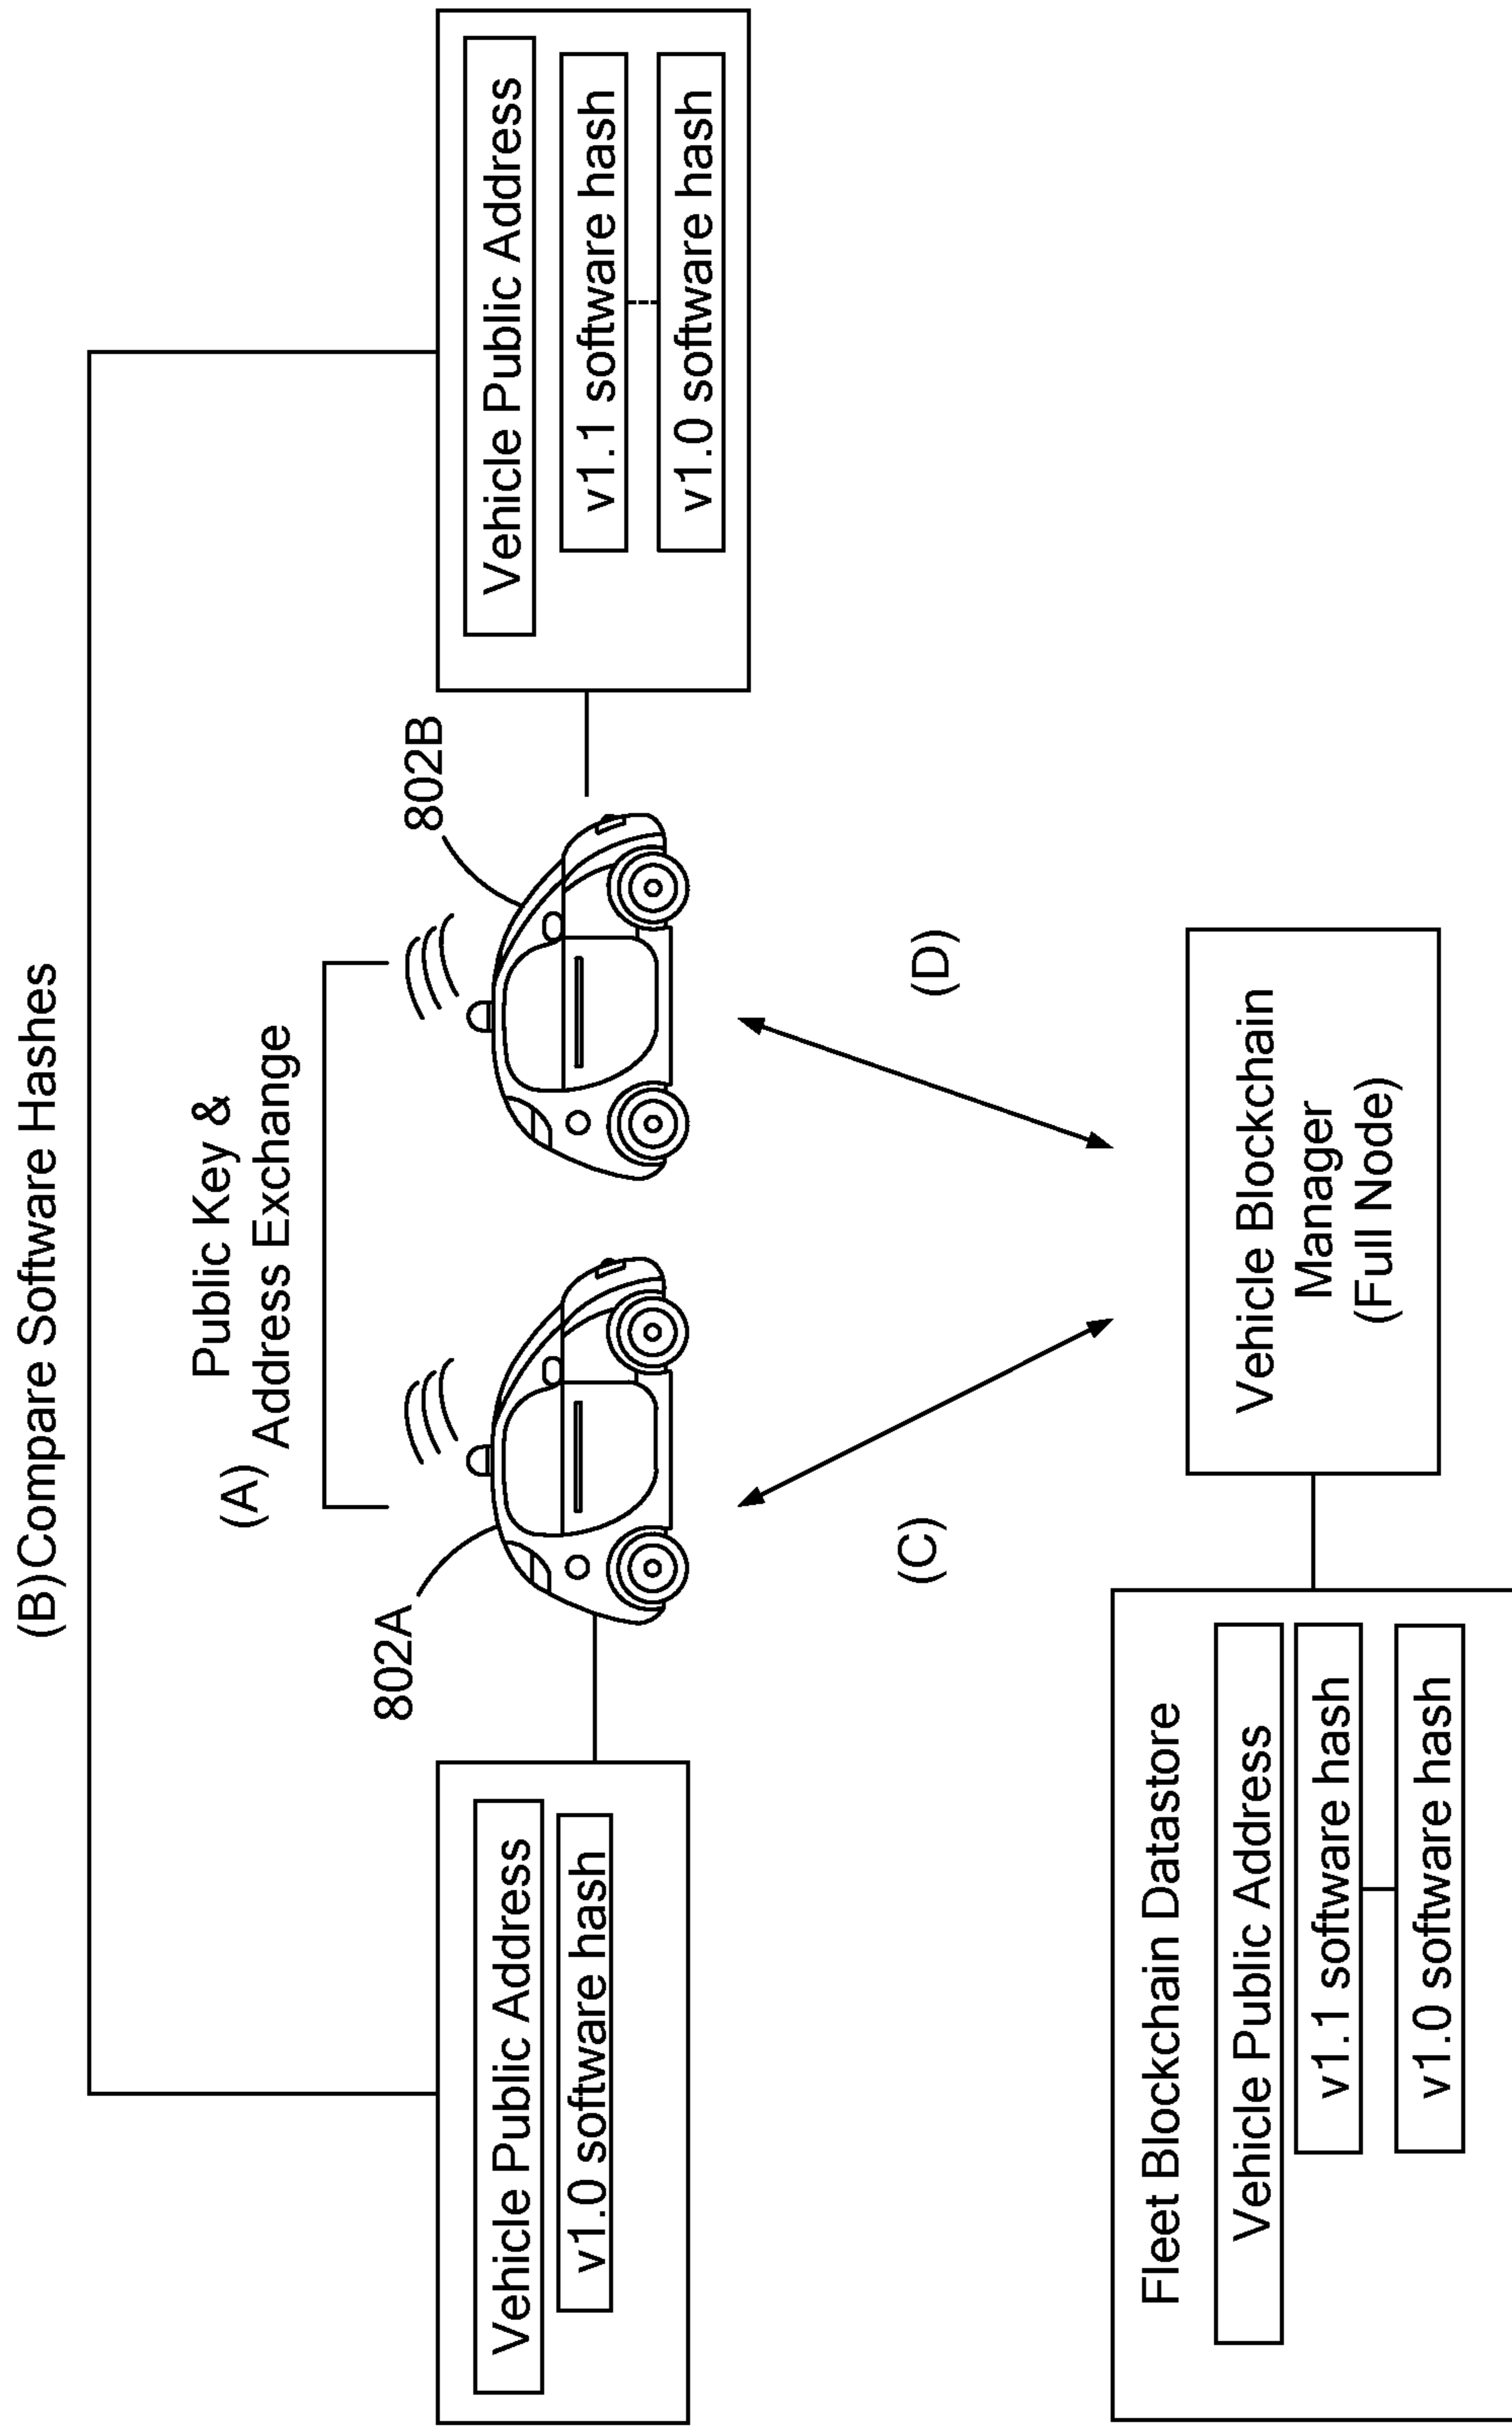 (B)Compare Software Hashes
(A)
Public Key &
Address Exchange
802A
802B
Vehicle Public Address
v1.0 software hash
Vehicle Public Address
v1.1 software hash
v1.0 software hash
(C)
(D)
Fleet Blockchain Datastore
Vehicle Public Address
v1.1 software hash
v1.0 software hash
Vehicle Blockchain
Manager
(Full Node)